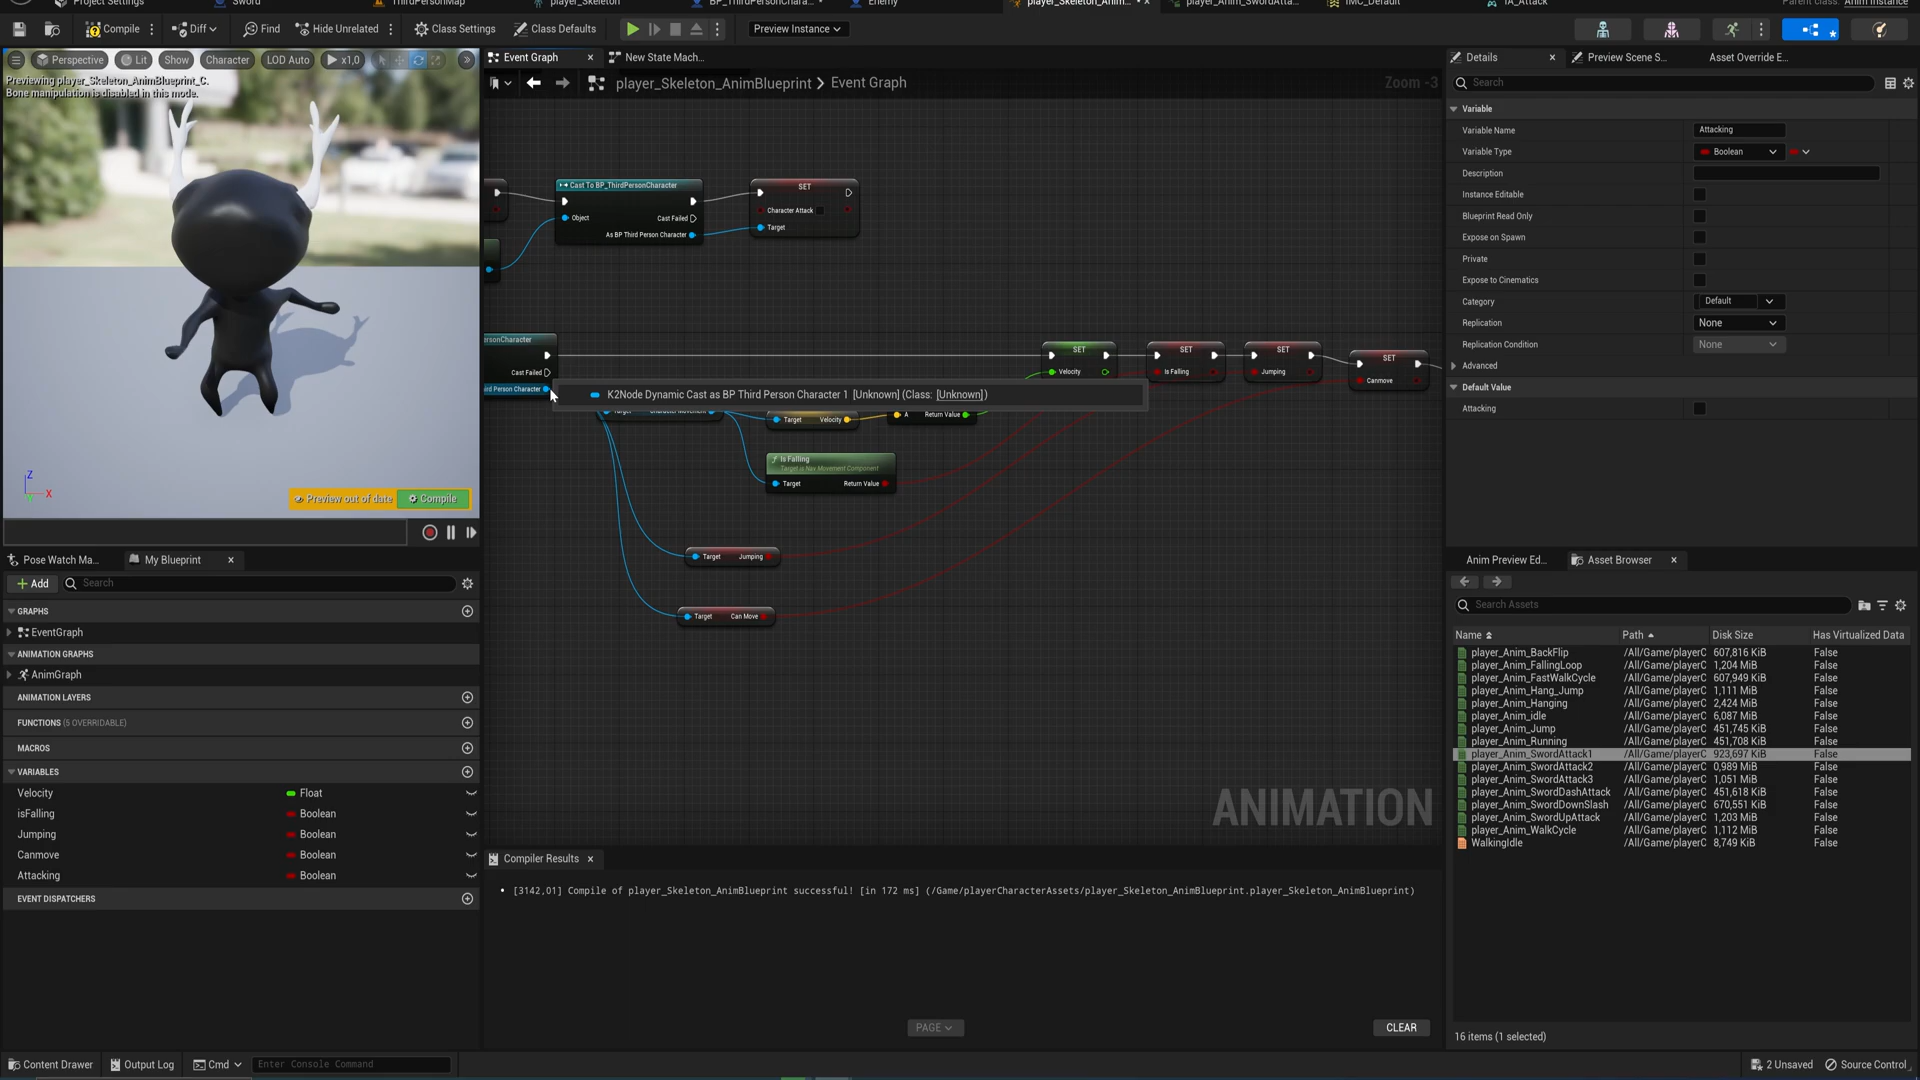 Project Settings
Sword
ThirdPersonMap
player_Skeleton
BP_ThirdPersonChara...
Enemy
player_Skeleton_Anim...
player_Anim_SwordAtta...
IMC_Default
IA_Attack
Parent class: Anim Instance
Compile
Diff
Find
Hide Unrelated
Class Settings
Class Defaults
Preview Instance
Perspective
Lit
Show
Character
LOD Auto
x1,0
Previewing player_Skeleton_AnimBlueprint_C.
Bone manipulation is disabled in this mode.
Z
X
Preview out of date
Compile
Event Graph
New State Mach...
player_Skeleton_AnimBlueprint > Event Graph
Zoom -3
Cast To BP_ThirdPersonCharacter
Object
Cast Failed
As BP Third Person Character
SET
Character Attack
Target
ersonCharacter
Cast Failed
ird Person Character
K2Node Dynamic Cast as BP Third Person Character 1 [Unknown] (Class: [Unknown])
SET
Velocity
SET
Is Falling
SET
Jumping
SET
Canmove
Target
Character Movement
Target
Velocity
A
Return Value
Is Falling
Target is Nav Movement Component
Target
Return Value
Target
Jumping
Target
Can Move
ANIMATION
Pose Watch Ma...
My Blueprint
Add
Search
GRAPHS
EventGraph
ANIMATION GRAPHS
AnimGraph
ANIMATION LAYERS
FUNCTIONS (5 OVERRIDABLE)
MACROS
VARIABLES
Velocity Float
isFalling Boolean
Jumping Boolean
Canmove Boolean
Attacking Boolean
EVENT DISPATCHERS
Compiler Results
[3142,01] Compile of player_Skeleton_AnimBlueprint successful! [in 172 ms] (/Game/playerCharacterAssets/player_Skeleton_AnimBlueprint.player_Skeleton_AnimBlueprint)
PAGE
CLEAR
Details
Preview Scene S...
Asset Override E...
Search
Variable
Variable Name Attacking
Variable Type Boolean
Description
Instance Editable
Blueprint Read Only
Expose on Spawn
Private
Expose to Cinematics
Category Default
Replication None
Replication Condition None
Advanced
Default Value
Attacking
Anim Preview Ed...
Asset Browser
Search Assets
Name Path Disk Size Has Virtualized Data
player_Anim_BackFlip /All/Game/playerC 607,816 KiB False
player_Anim_FallingLoop /All/Game/playerC 1,204 MiB False
player_Anim_FastWalkCycle /All/Game/playerC 607,949 KiB False
player_Anim_Hang_Jump /All/Game/playerC 1,111 MiB False
player_Anim_Hanging /All/Game/playerC 2,424 MiB False
player_Anim_idle /All/Game/playerC 6,087 MiB False
player_Anim_Jump /All/Game/playerC 451,745 KiB False
player_Anim_Running /All/Game/playerC 451,708 KiB False
player_Anim_SwordAttack1 /All/Game/playerC 923,697 KiB False
player_Anim_SwordAttack2 /All/Game/playerC 0,989 MiB False
player_Anim_SwordAttack3 /All/Game/playerC 1,051 MiB False
player_Anim_SwordDashAttack /All/Game/playerC 451,618 KiB False
player_Anim_SwordDownSlash /All/Game/playerC 670,551 KiB False
player_Anim_SwordUpAttack /All/Game/playerC 1,203 MiB False
player_Anim_WalkCycle /All/Game/playerC 1,112 MiB False
WalkingIdle /All/Game/playerC 8,749 KiB False
16 items (1 selected)
Content Drawer
Output Log
Cmd
Enter Console Command
2 Unsaved
Source Control